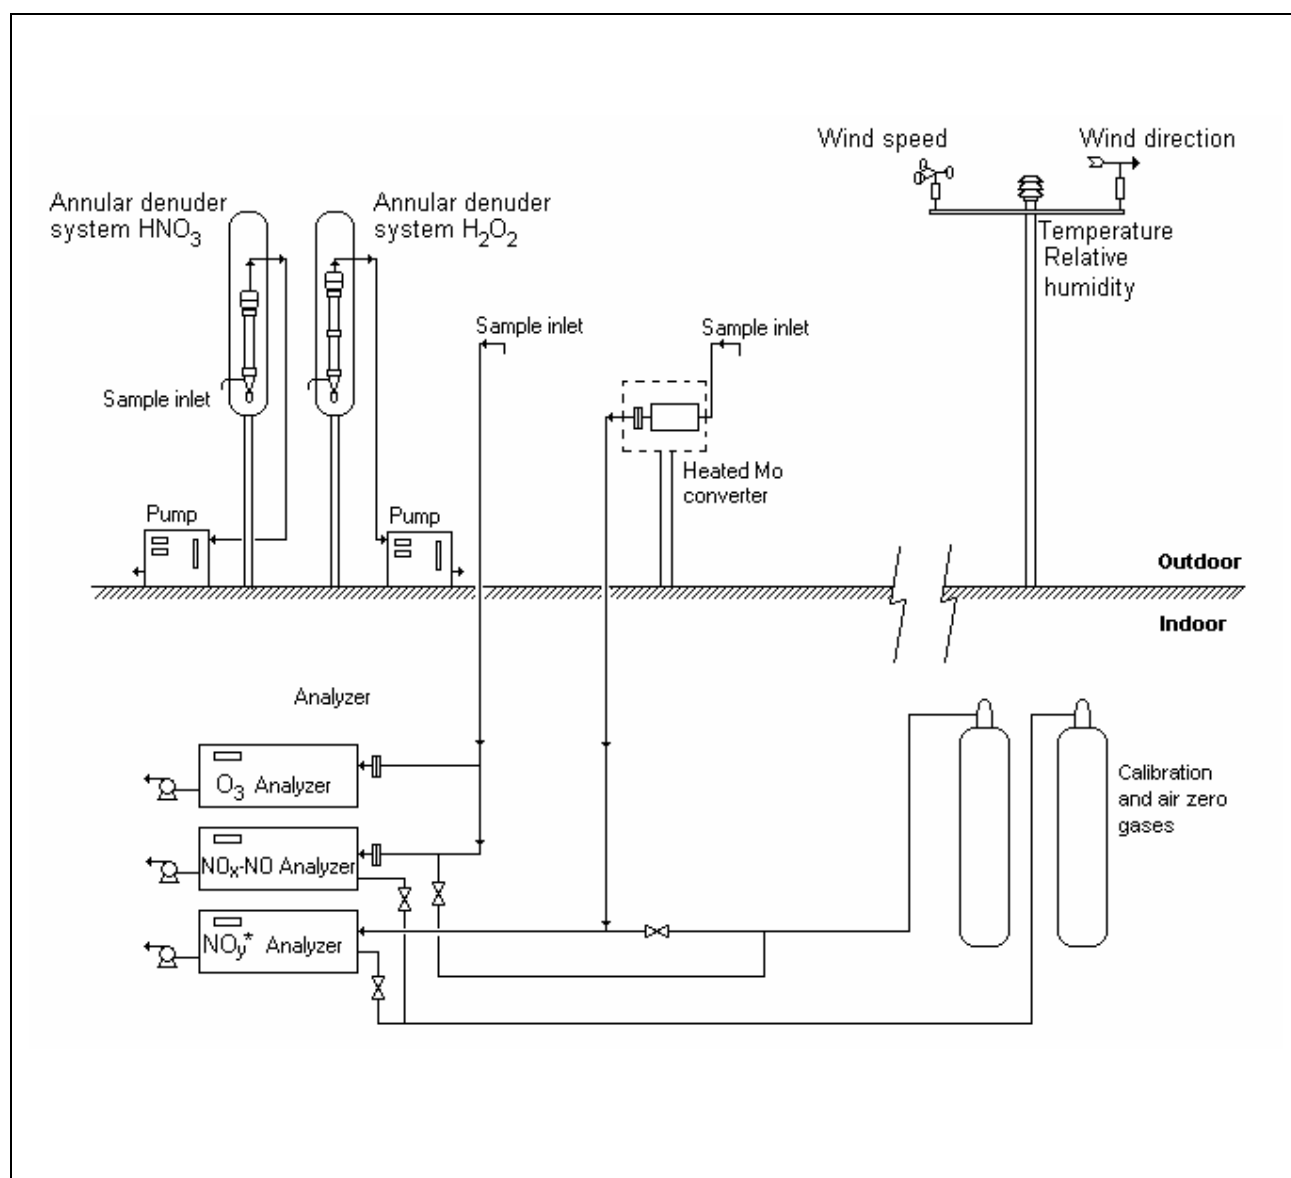 Wind speed
Wind direction
Annular denuder
system HNO₃
Annular denuder
system H₂O₂
Temperature
Relative
humidity
Sample inlet
Sample inlet
Sample inlet
Heated Mo
converter
Pump
Pump
Outdoor
Indoor
Analyzer
O₃ Analyzer
NOₓ-NO Analyzer
NOy* Analyzer
Calibration
and air zero
gases